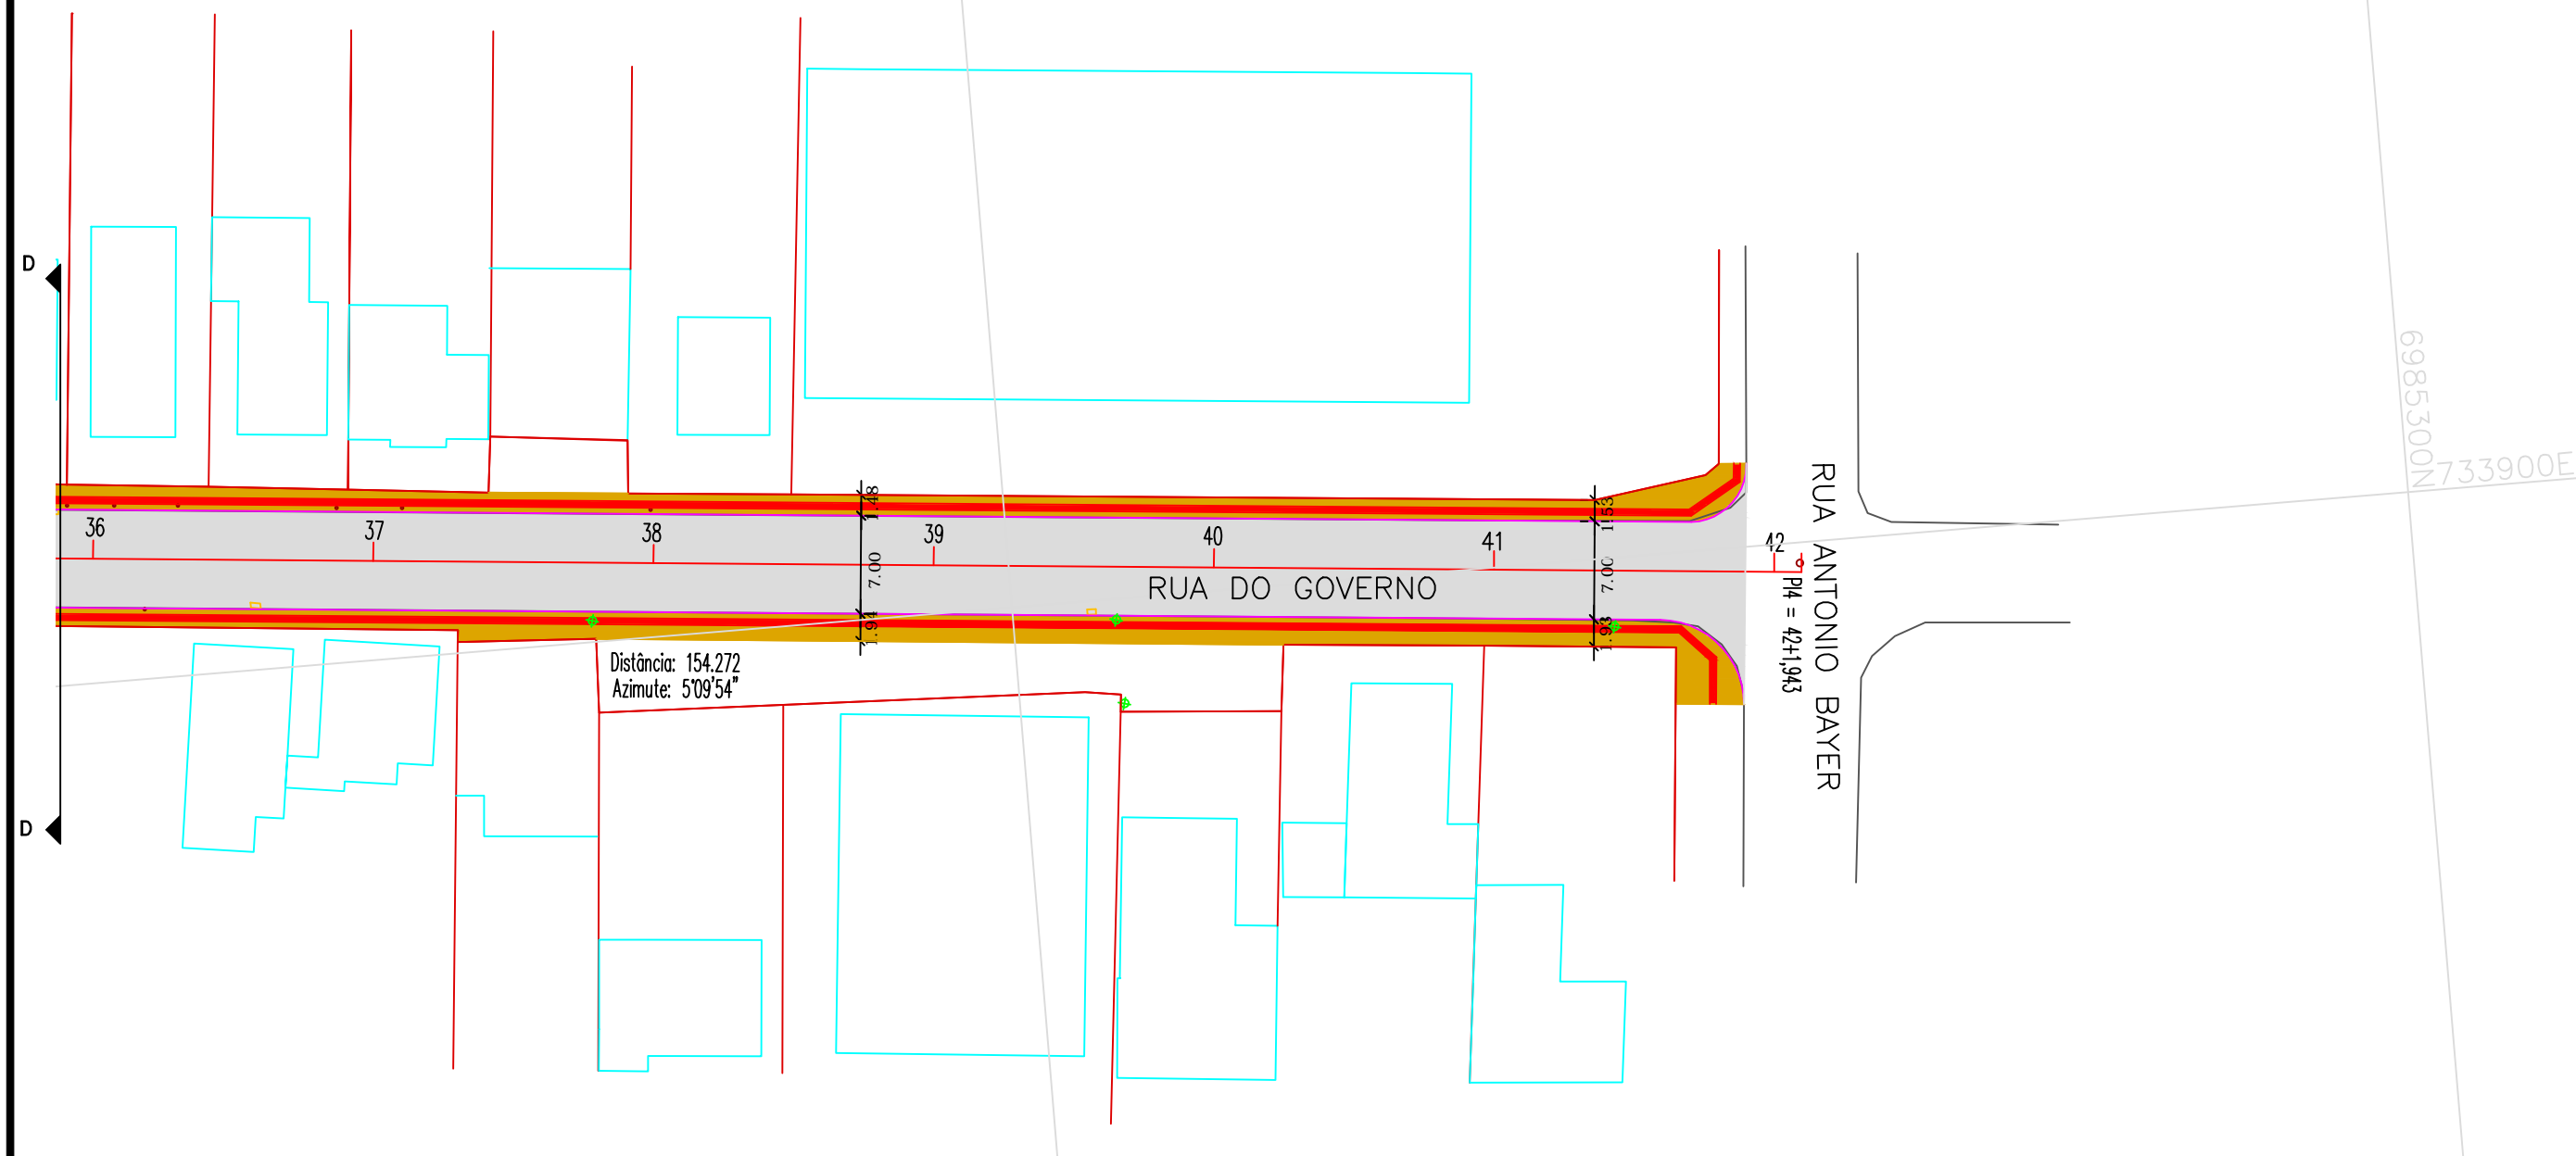 D
36
37
38
39
40
41
42
1.48
7.00
1.94
1.53
7.00
1.93
RUA DO GOVERNO
Distância: 154.272
Azimute: 5°09'54"
PI4 = 42+1,943
RUA ANTONIO BAYER
6985300N
733900E
D